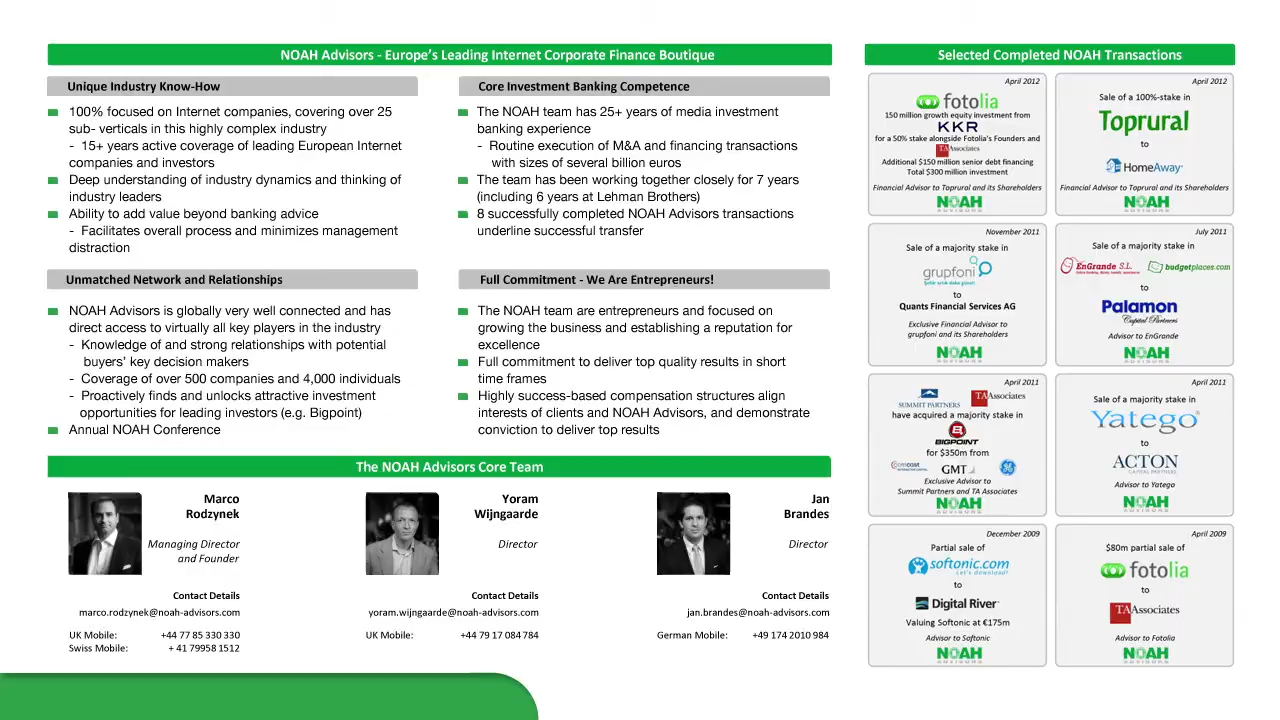 NOAH Advisors - Europe's Leading Internet Corporate Finance Boutique
Unique Industry Know-How
100% focused on Internet companies, covering over 25
sub- verticals in this highly complex industry
- 15+ years active coverage of leading European Internet
companies and investors
Deep understanding of industry dynamics and thinking of
industry leaders
Ability to add value beyond banking advice
- Facilitates overall process and minimizes management
distraction
Core Investment Banking Competence
The NOAH team has 25+ years of media investment
banking experience
- Routine execution of M&A and financing transactions
with sizes of several billion euros
The team has been working together closely for 7 years
(including 6 years at Lehman Brothers)
8 successfully completed NOAH Advisors transactions
underline successful transfer
Unmatched Network and Relationships
NOAH Advisors is globally very well connected and has
direct access to virtually all key players in the industry
- Knowledge of and strong relationships with potential
buyers' key decision makers
- Coverage of over 500 companies and 4,000 individuals
- Proactively finds and unlocks attractive investment
opportunities for leading investors (e.g. Bigpoint)
Annual NOAH Conference
Full Commitment - We Are Entrepreneurs!
The NOAH team are entrepreneurs and focused on
growing the business and establishing a reputation for
excellence
Full commitment to deliver top quality results in short
time frames
Highly success-based compensation structures align
interests of clients and NOAH Advisors, and demonstrate
conviction to deliver top results
The NOAH Advisors Core Team
Marco
Rodzynek
Managing Director
and Founder
Contact Details
marco.rodzynek@noah-advisors.com
UK Mobile: +44 77 85 330 330
Swiss Mobile: + 41 79958 1512
Yoram
Wijngaarde
Director
Contact Details
yoram.wijngaarde@noah-advisors.com
UK Mobile: +44 79 17 084 784
Jan
Brandes
Director
Contact Details
jan.brandes@noah-advisors.com
German Mobile: +49 174 2010 984
Selected Completed NOAH Transactions
April 2012
fotolia
150 million growth equity investment from
KKR
for a 50% stake alongside Fotolia's Founders and
TA Associates
Additional $150 million senior debt financing
Total $300 million investment
Financial Advisor to Toprural and its Shareholders
NOAH
ADVISORS
April 2012
Sale of a 100%-stake in
Toprural
to
HomeAway
Financial Advisor to Toprural and its Shareholders
NOAH
ADVISORS
November 2011
Sale of a majority stake in
grupfoni
Şehir senin daha güzel!
to
Quants Financial Services AG
Exclusive Financial Advisor to
grupfoni and its Shareholders
NOAH
ADVISORS
July 2011
Sale of a majority stake in
EnGrande S.L. budgetplaces.com
to
Palamon
Capital Partners
Advisor to EnGrande
NOAH
ADVISORS
April 2011
SUMMIT PARTNERS TA Associates
have acquired a majority stake in
BIGPOINT
for $350m from
comcast GMT GE
Exclusive Advisor to
Summit Partners and TA Associates
NOAH
ADVISORS
April 2011
Sale of a majority stake in
Yatego
to
ACTON
CAPITAL PARTNERS
Advisor to Yatego
NOAH
ADVISORS
December 2009
Partial sale of
softonic.com
Let's download!
to
Digital River
Valuing Softonic at €175m
Advisor to Softonic
NOAH
ADVISORS
April 2009
$80m partial sale of
fotolia
to
TA Associates
Advisor to Fotolia
NOAH
ADVISORS